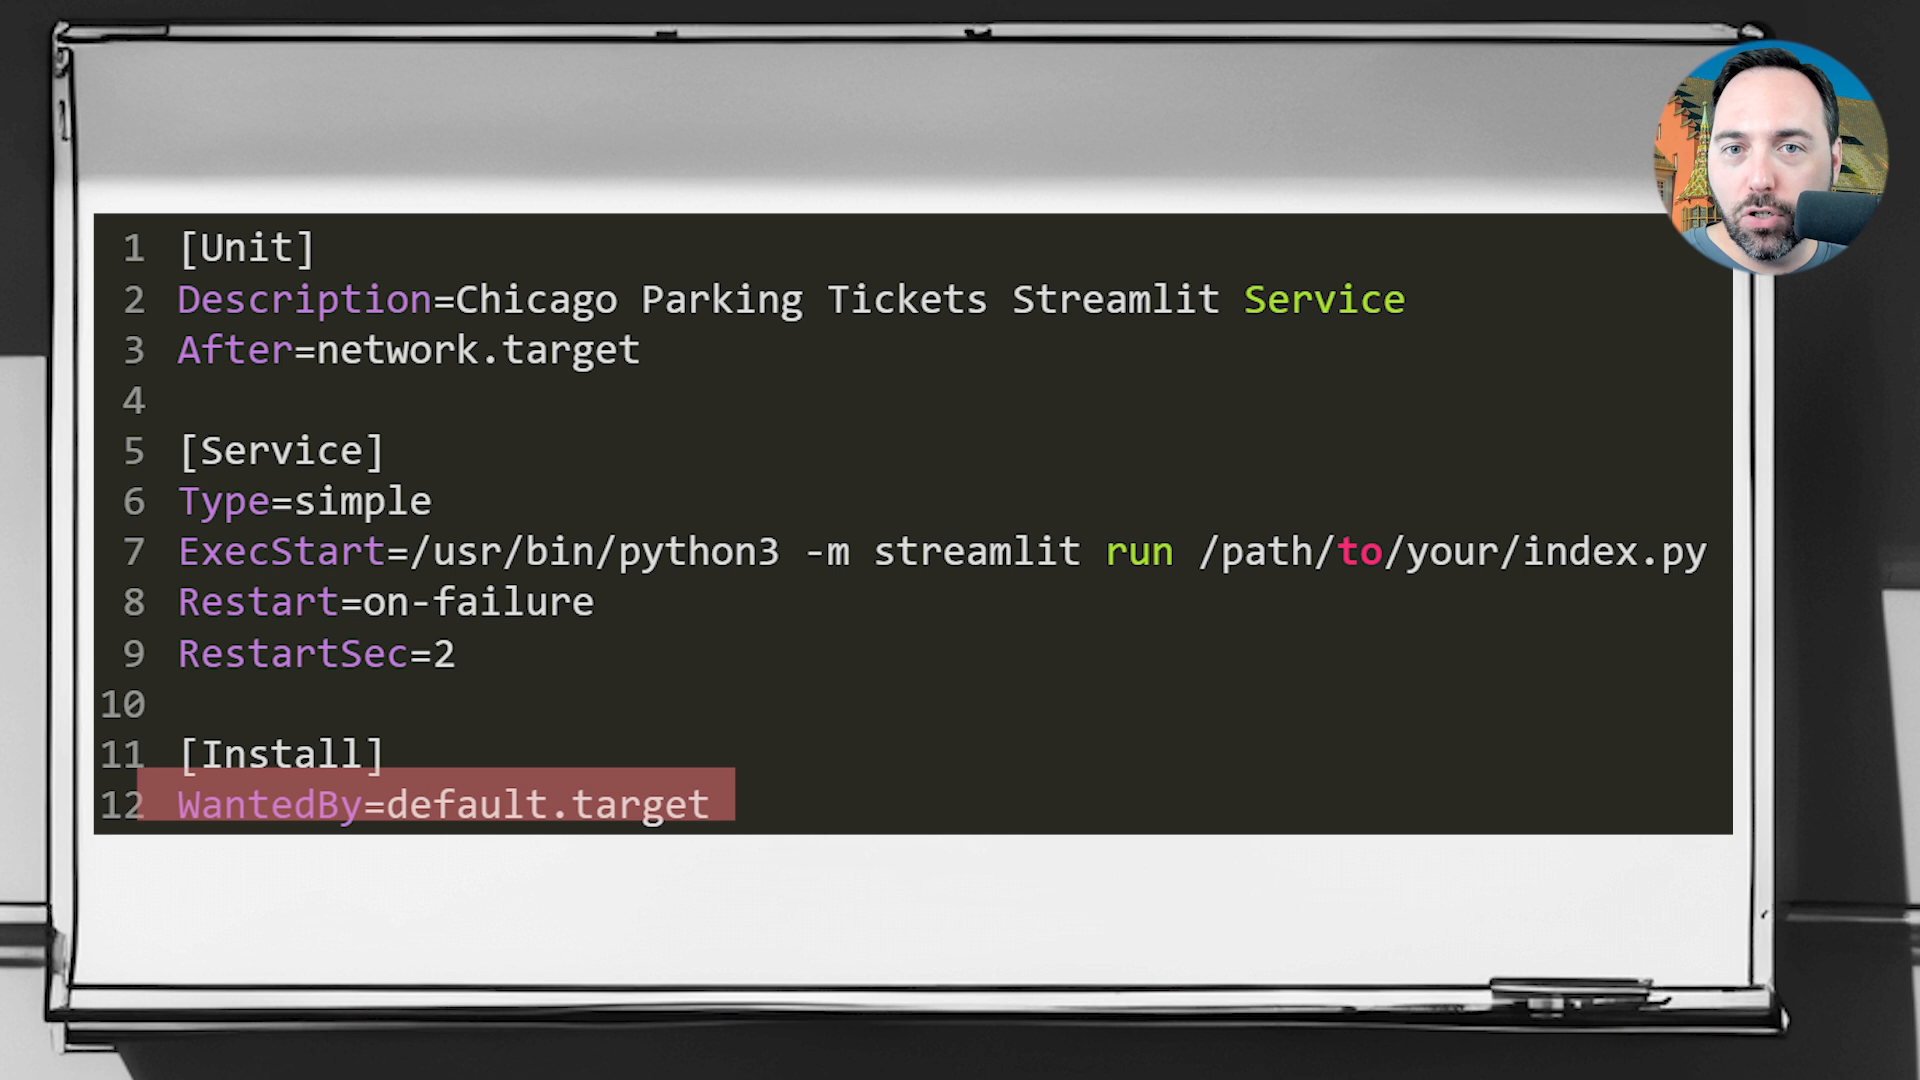 1 [Unit]
2 Description=Chicago Parking Tickets Streamlit Service
3 After=network.target
4
5 [Service]
6 Type=simple
7 ExecStart=/usr/bin/python3 -m streamlit run /path/to/your/index.py
8 Restart=on-failure
9 RestartSec=2
10
11 [Install]
12 WantedBy=default.target